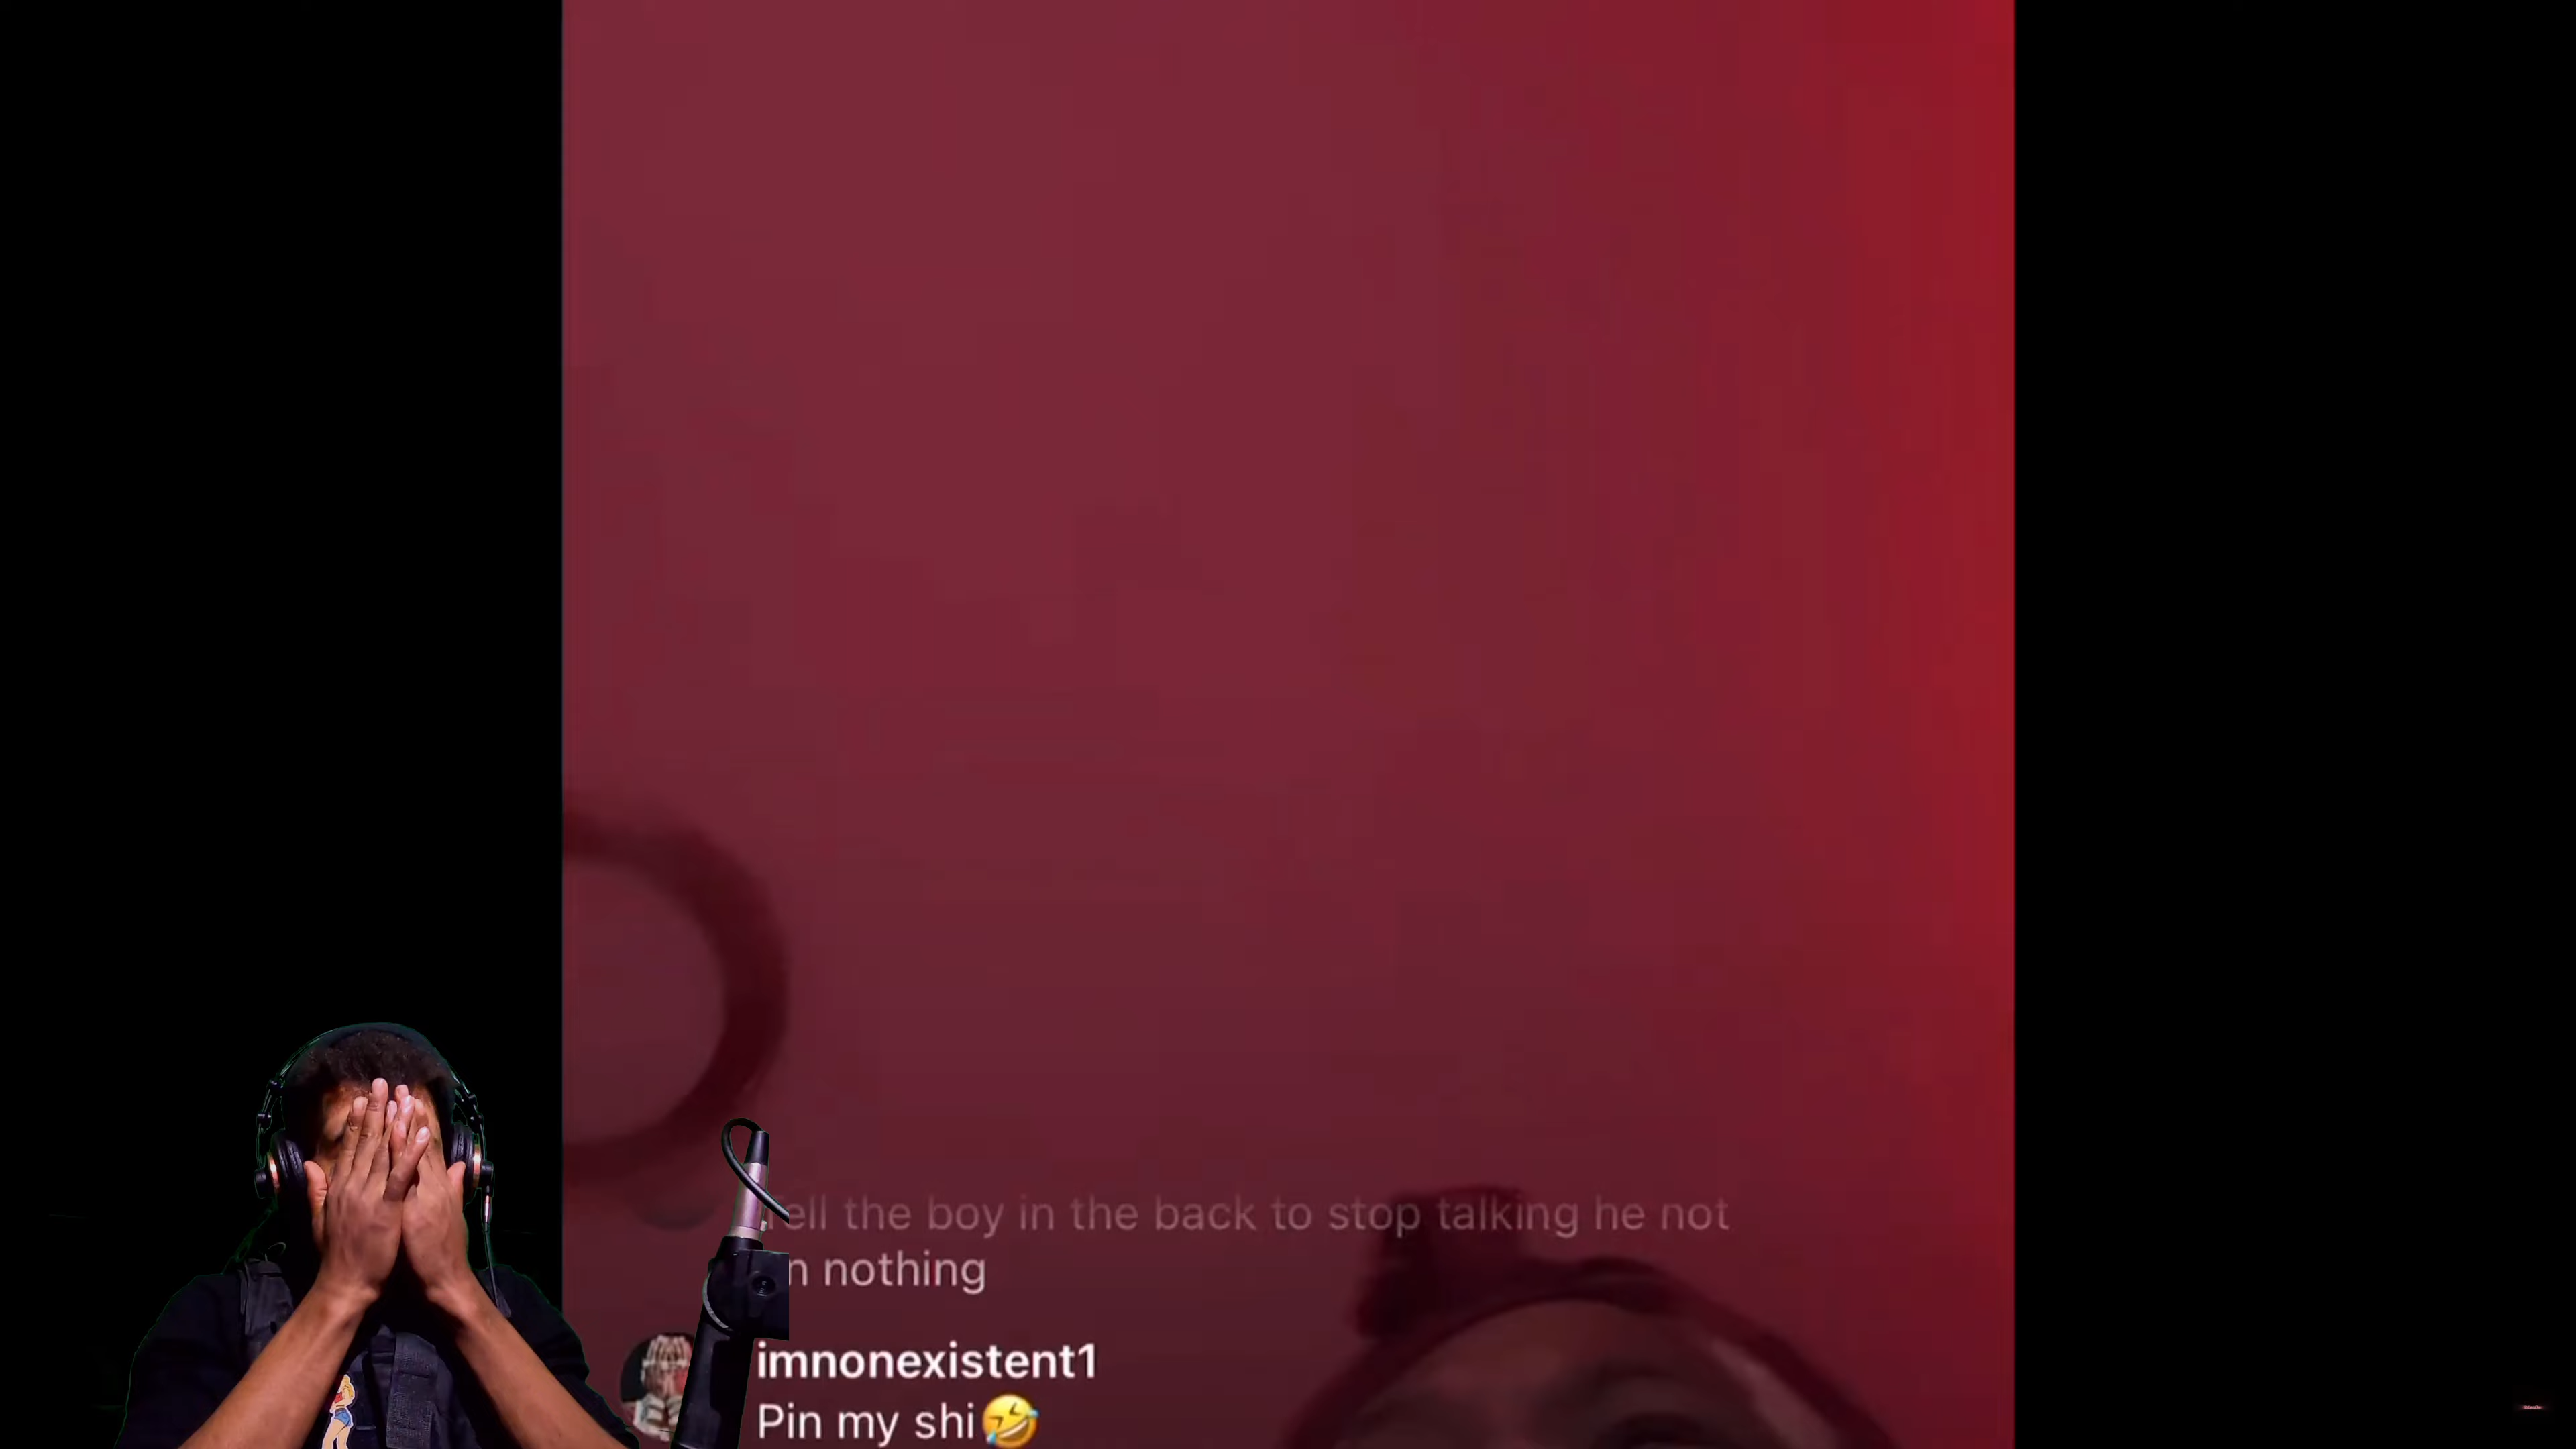 ell the boy in the back to stop talking he not
n nothing
imnonexistent1
Pin my shi🤣